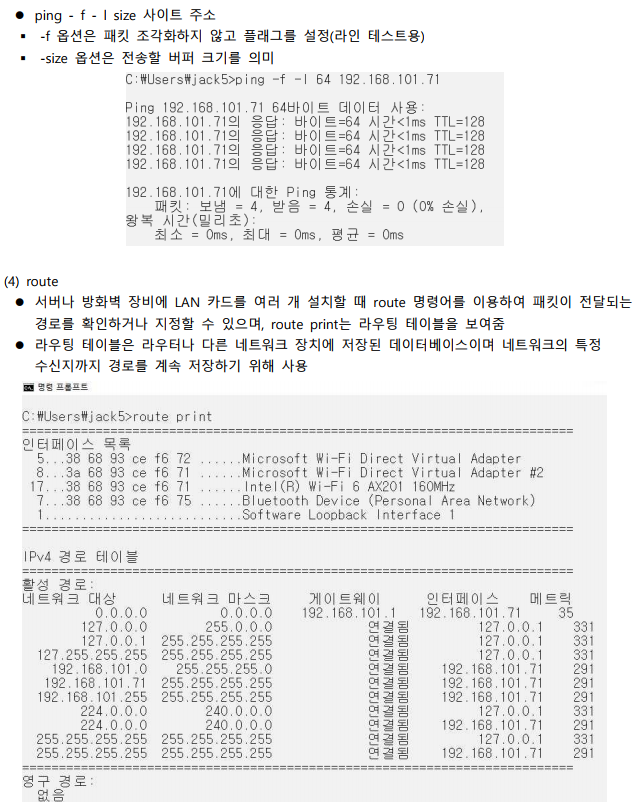 ● ping - f - l size 사이트 주소
▪ -f 옵션은 패킷 조각화하지 않고 플래그를 설정(라인 테스트용)
▪ -size 옵션은 전송할 버퍼 크기를 의미
C:₩Users₩jack5>ping -f -l 64 192.168.101.71
Ping 192.168.101.71 64바이트 데이터 사용:
192.168.101.71의 응답: 바이트=64 시간<1ms TTL=128
192.168.101.71의 응답: 바이트=64 시간<1ms TTL=128
192.168.101.71의 응답: 바이트=64 시간<1ms TTL=128
192.168.101.71의 응답: 바이트=64 시간<1ms TTL=128
192.168.101.71에 대한 Ping 통계:
패킷: 보냄 = 4, 받음 = 4, 손실 = 0 (0% 손실),
왕복 시간(밀리초):
최소 = 0ms, 최대 = 0ms, 평균 = 0ms
(4) route
● 서버나 방화벽 장비에 LAN 카드를 여러 개 설치할 때 route 명령어를 이용하여 패킷이 전달되는
경로를 확인하거나 지정할 수 있으며, route print는 라우팅 테이블을 보여줌
● 라우팅 테이블은 라우터나 다른 네트워크 장치에 저장된 데이터베이스이며 네트워크의 특정
수신지까지 경로를 계속 저장하기 위해 사용
명령 프롬프트
C:₩Users₩jack5>route print
===========================================================================
인터페이스 목록
5...38 68 93 ce f6 72 ......Microsoft Wi-Fi Direct Virtual Adapter
8...3a 68 93 ce f6 71 ......Microsoft Wi-Fi Direct Virtual Adapter #2
17...38 68 93 ce f6 71 ......Intel(R) Wi-Fi 6 AX201 160MHz
7...38 68 93 ce f6 75 ......Bluetooth Device (Personal Area Network)
1...........................Software Loopback Interface 1
===========================================================================
IPv4 경로 테이블
===========================================================================
활성 경로:
네트워크 대상 네트워크 마스크 게이트웨이 인터페이스 메트릭
0.0.0.0 0.0.0.0 192.168.101.1 192.168.101.71 35
127.0.0.0 255.0.0.0 연결됨 127.0.0.1 331
127.0.0.1 255.255.255.255 연결됨 127.0.0.1 331
127.255.255.255 255.255.255.255 연결됨 127.0.0.1 331
192.168.101.0 255.255.255.0 연결됨 192.168.101.71 291
192.168.101.71 255.255.255.255 연결됨 192.168.101.71 291
192.168.101.255 255.255.255.255 연결됨 192.168.101.71 291
224.0.0.0 240.0.0.0 연결됨 127.0.0.1 331
224.0.0.0 240.0.0.0 연결됨 192.168.101.71 291
255.255.255.255 255.255.255.255 연결됨 127.0.0.1 331
255.255.255.255 255.255.255.255 연결됨 192.168.101.71 291
===========================================================================
영구 경로:
없음